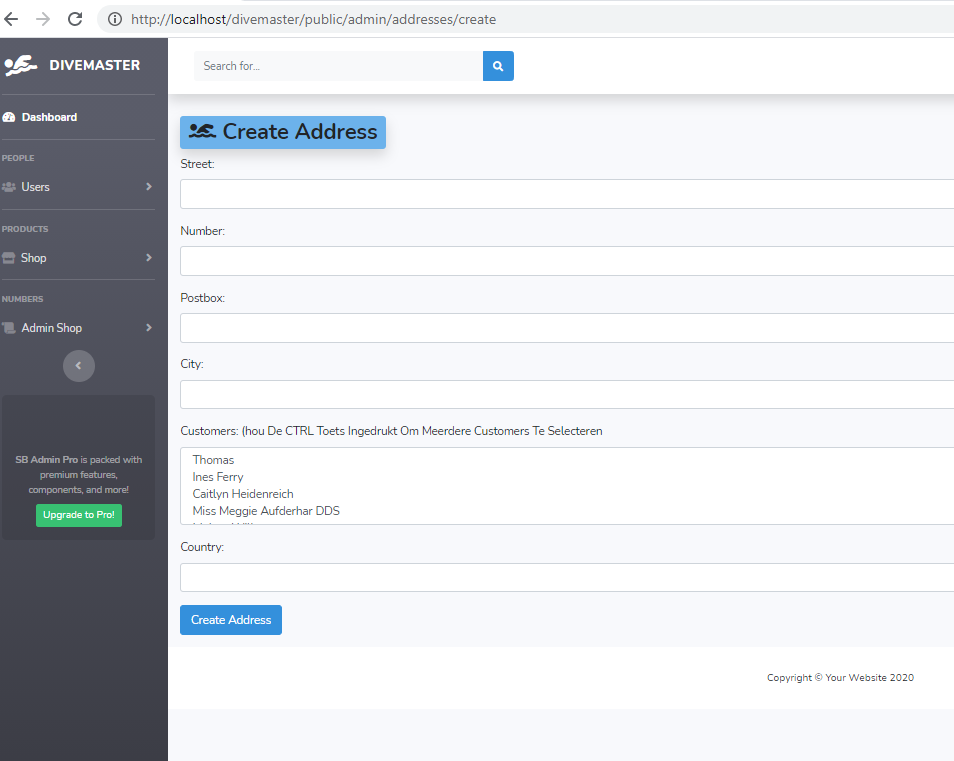 http://localhost/divemaster/public/admin/addresses/create
DIVEMASTER
Search for...
Dashboard
PEOPLE
Users
PRODUCTS
Shop
NUMBERS
Admin Shop
SB Admin Pro is packed with
premium features,
components, and more!
Upgrade to Pro!
Create Address
Street:
Number:
Postbox:
City:
Customers: (hou De CTRL Toets Ingedrukt Om Meerdere Customers Te Selecteren
Thomas
Ines Ferry
Caitlyn Heidenreich
Miss Meggie Aufderhar DDS
Country:
Create Address
Copyright © Your Website 2020